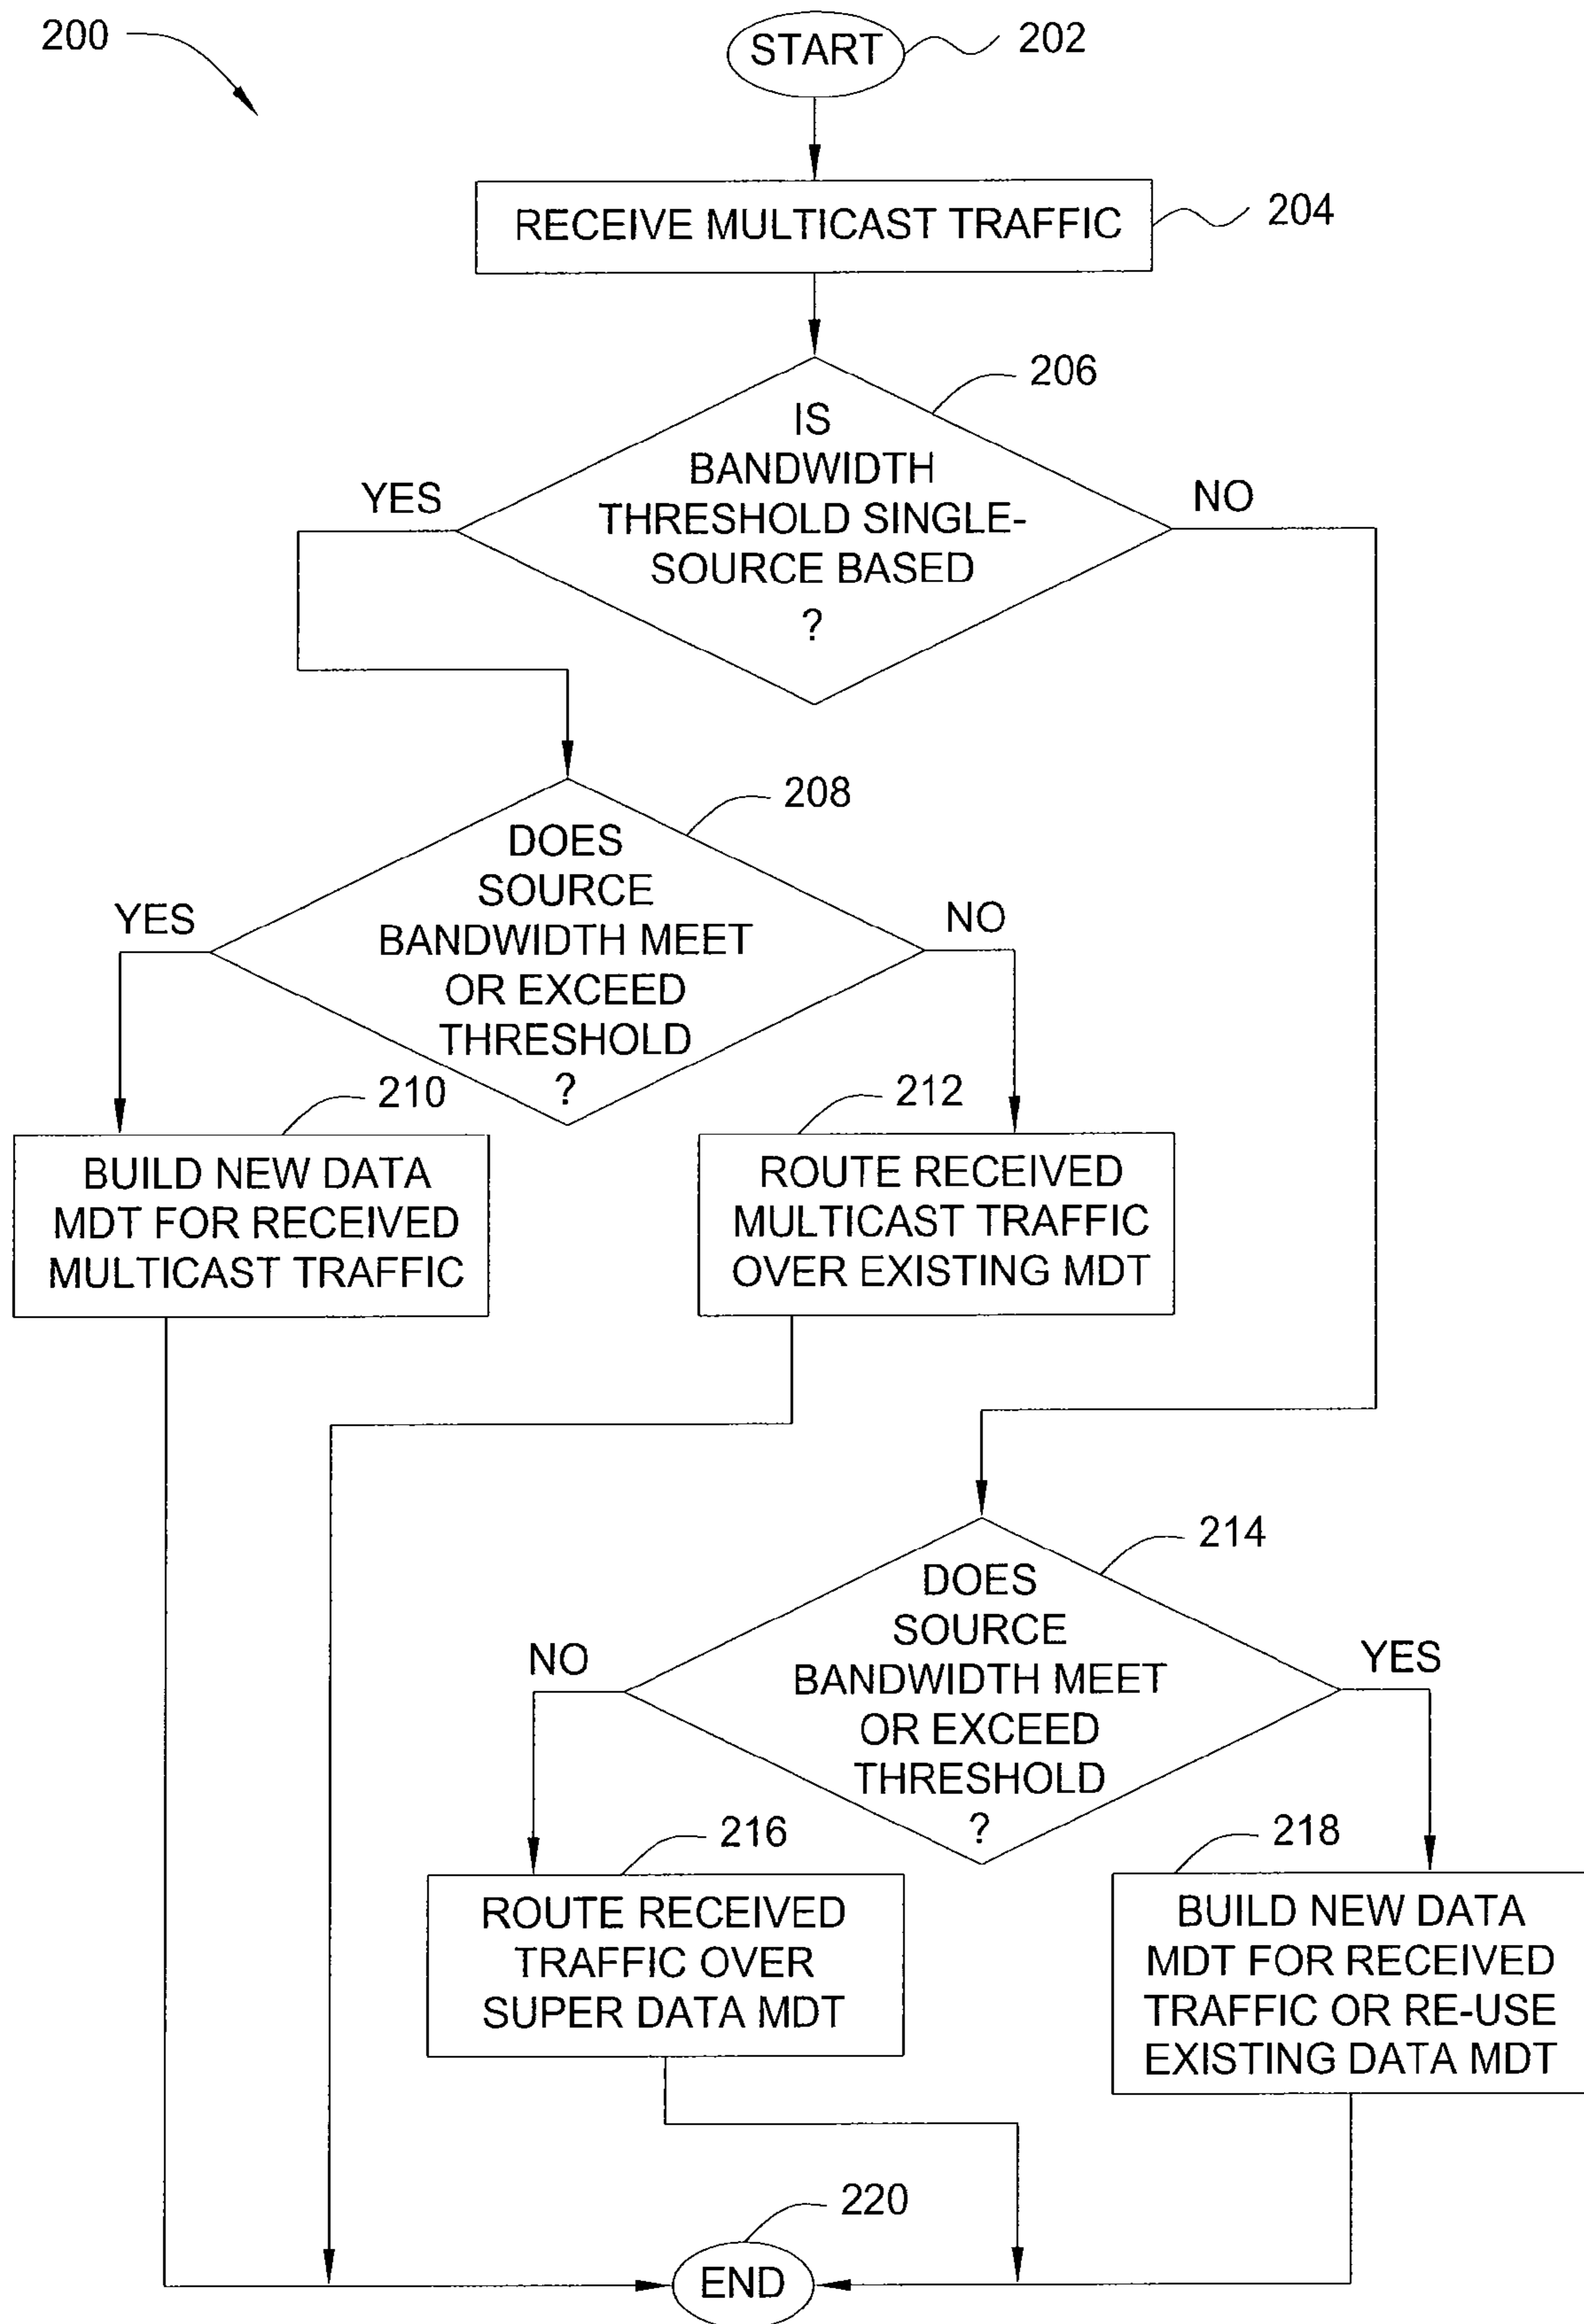 200
START
202
RECEIVE MULTICAST TRAFFIC
204
206
IS
BANDWIDTH
THRESHOLD SINGLE-
SOURCE BASED
?
YES
NO
208
DOES
SOURCE
BANDWIDTH MEET
OR EXCEED
THRESHOLD
?
YES
NO
210
BUILD NEW DATA
MDT FOR RECEIVED
MULTICAST TRAFFIC
212
ROUTE RECEIVED
MULTICAST TRAFFIC
OVER EXISTING MDT
214
DOES
SOURCE
BANDWIDTH MEET
OR EXCEED
THRESHOLD
?
NO
YES
216
ROUTE RECEIVED
TRAFFIC OVER
SUPER DATA MDT
218
BUILD NEW DATA
MDT FOR RECEIVED
TRAFFIC OR RE-USE
EXISTING DATA MDT
220
END